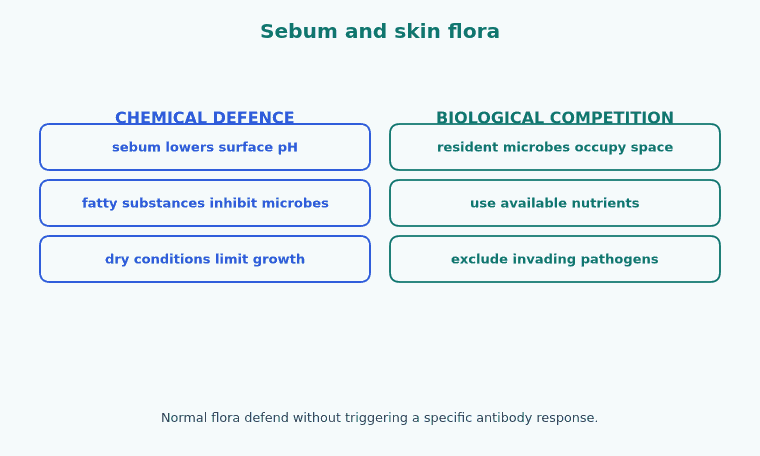 Sebum and skin flora
CHEMICAL DEFENCE
sebum lowers surface pH
fatty substances inhibit microbes
dry conditions limit growth
BIOLOGICAL COMPETITION
resident microbes occupy space
use available nutrients
exclude invading pathogens
Normal flora defend without triggering a specific antibody response.